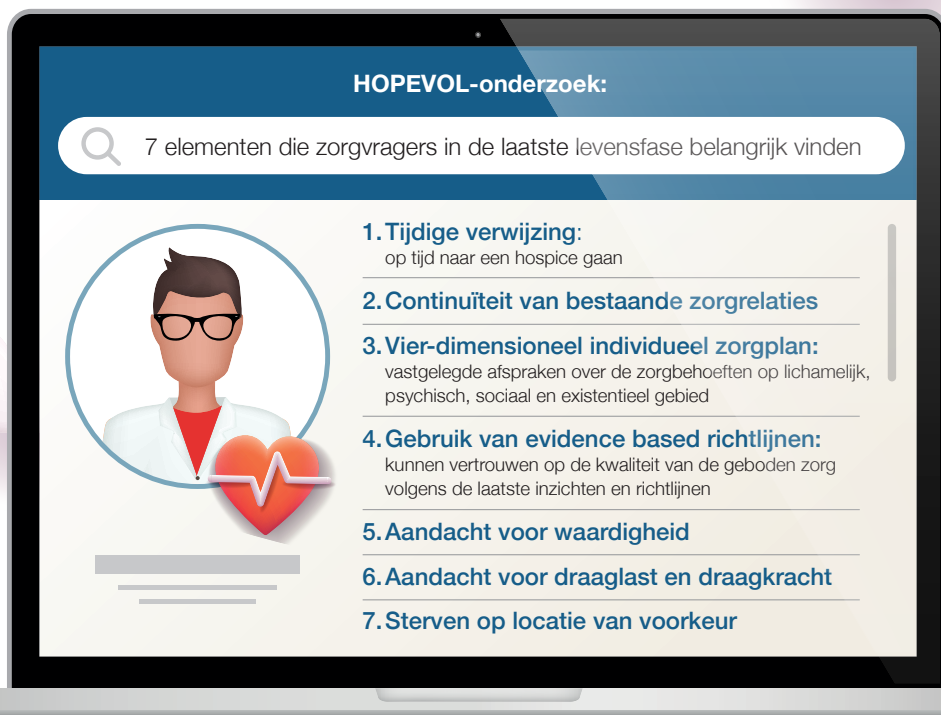 HOPEVOL-onderzoek:
7 elementen die zorgvragers in de laatste levensfase belangrijk vinden
1. Tijdige verwijzing:
op tijd naar een hospice gaan
2. Continuïteit van bestaande zorgrelaties
3. Vier-dimensioneel individueel zorgplan:
vastgelegde afspraken over de zorgbehoeften op lichamelijk,
psychisch, sociaal en existentieel gebied
4. Gebruik van evidence based richtlijnen:
kunnen vertrouwen op de kwaliteit van de geboden zorg
volgens de laatste inzichten en richtlijnen
5. Aandacht voor waardigheid
6. Aandacht voor draaglast en draagkracht
7. Sterven op locatie van voorkeur